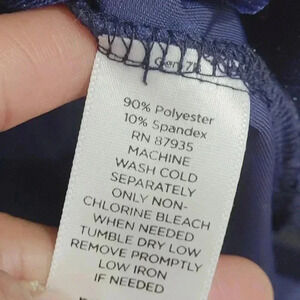 90% Polyester
10% Spandex
RN 87935
MACHINE
WASH COLD
SEPARATELY
ONLY NON-
CHLORINE BLEACH
WHEN NEEDED
TUMBLE DRY LOW
REMOVE PROMPTLY
LOW IRON
IF NEEDED